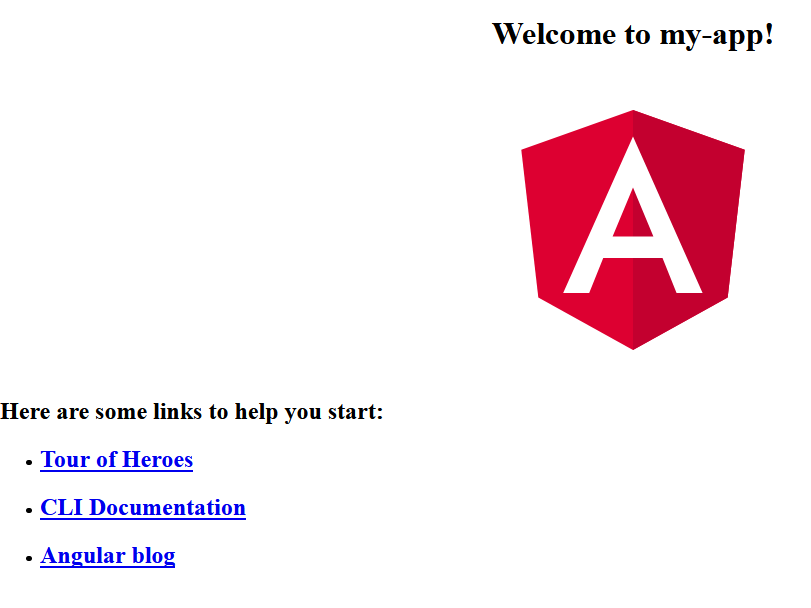 Welcome to my-app!
A
Here are some links to help you start:
Tour of Heroes
CLI Documentation
Angular blog